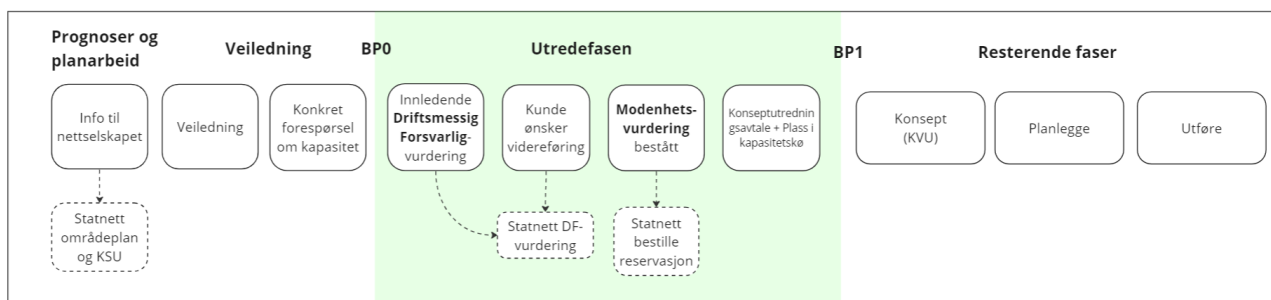 Prognoser og
planarbeid
Veiledning
BP0
Utredefasen
BP1
Resterende faser
Info til
nettselskapet
Veiledning
Konkret
forespørsel
om kapasitet
Innledende
Driftsmessig
Forsvarlig-
vurdering
Kunde
ønsker
videreføring
Modenhets-
vurdering
bestått
Konseptutrednin
gsavtale + Plass i
kapasitetskø
Konsept
(KVU)
Planlegge
Utføre
Statnett
områdeplan
og KSU
Statnett DF-
vurdering
Statnett
bestille
reservasjon